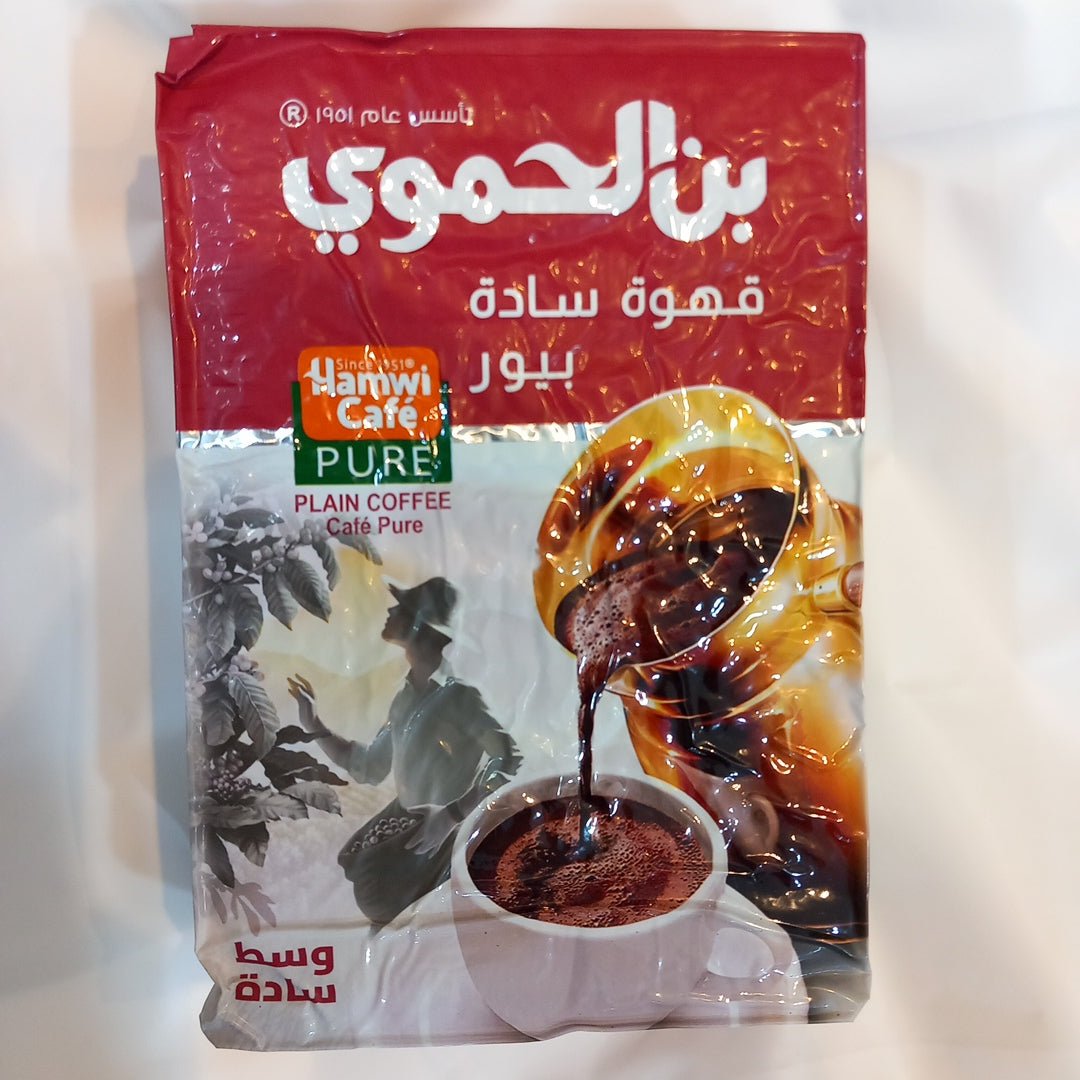 تأسس عام ١٩٥١ ®
بن الحموي
قهوة سادة
بيور
Since 1951®
Hamwi
Café
PURE
PLAIN COFFEE
Café Pure
وسط
سادة